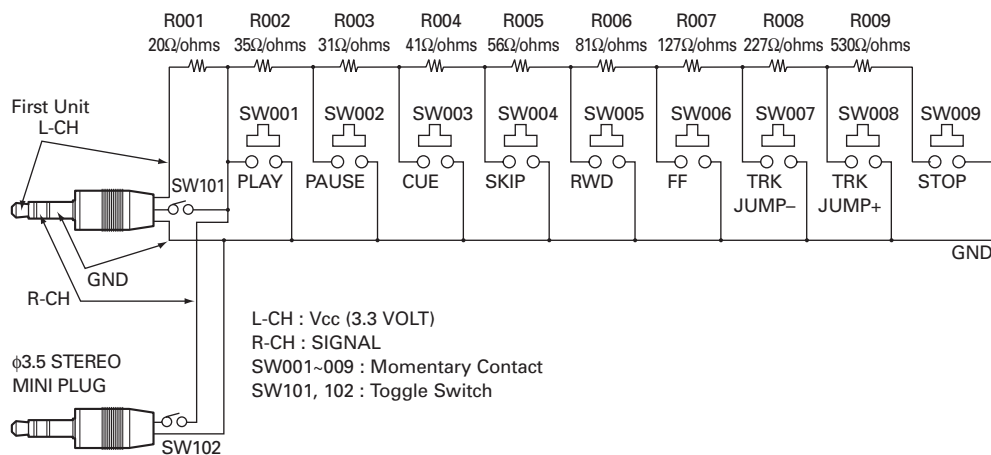 R001 R002 R003 R004 R005 R006 R007 R008 R009
20Ω/ohms 35Ω/ohms 31Ω/ohms 41Ω/ohms 56Ω/ohms 81Ω/ohms 127Ω/ohms 227Ω/ohms 530Ω/ohms
First Unit
L-CH
SW001 SW002 SW003 SW004 SW005 SW006 SW007 SW008 SW009
SW101
PLAY PAUSE CUE SKIP RWD FF TRK JUMP– TRK JUMP+ STOP
GND
GND
R-CH
L-CH : Vcc (3.3 VOLT)
R-CH : SIGNAL
SW001~009 : Momentary Contact
SW101, 102 : Toggle Switch
ϕ3.5 STEREO
MINI PLUG
SW102